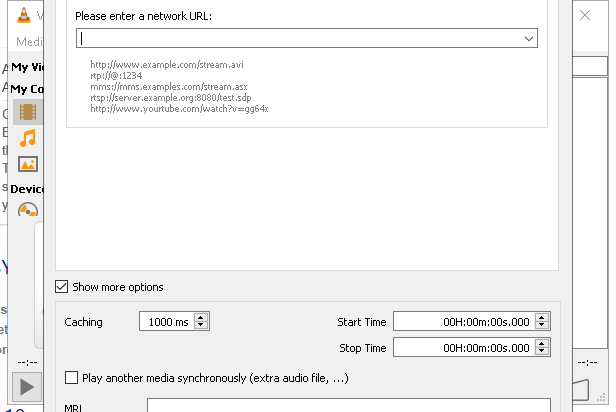 Please enter a network URL:
http://www.example.com/stream.avi
rtp://@:1234
mms://mms.examples.com/stream.asx
rtsp://server.example.org:8080/test.sdp
http://www.yourtube.com/watch?v=gg64x
Medi
My Vi
My Co
Device
Show more options
Caching
1000 ms
Start Time
00H:00m:00s.000
Stop Time
00H:00m:00s.000
--:--
--:--
Play another media synchronously (extra audio file, ...)
MRL